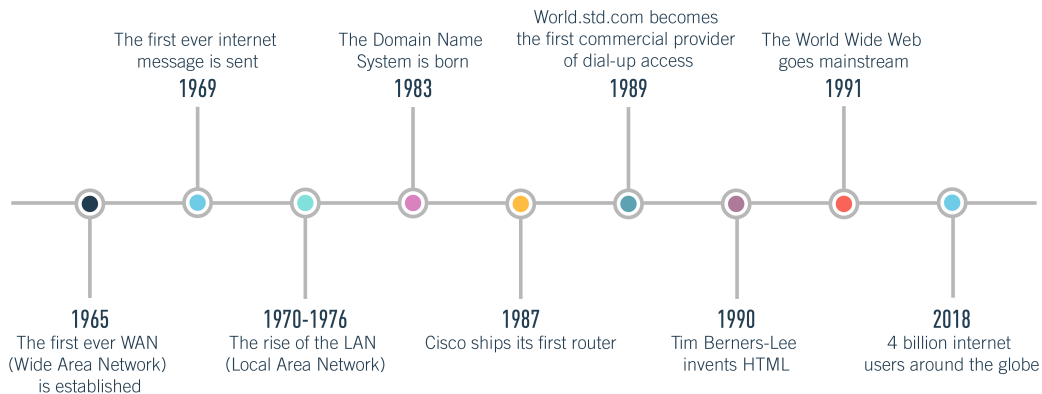 The first ever internet
message is sent
1969
The Domain Name
System is born
1983
World.std.com becomes
the first commercial provider
of dial-up access
1989
The World Wide Web
goes mainstream
1991
1965
The first ever WAN
(Wide Area Network)
is established
1970-1976
The rise of the LAN
(Local Area Network)
1987
Cisco ships its first router
1990
Tim Berners-Lee
invents HTML
2018
4 billion internet
users around the globe